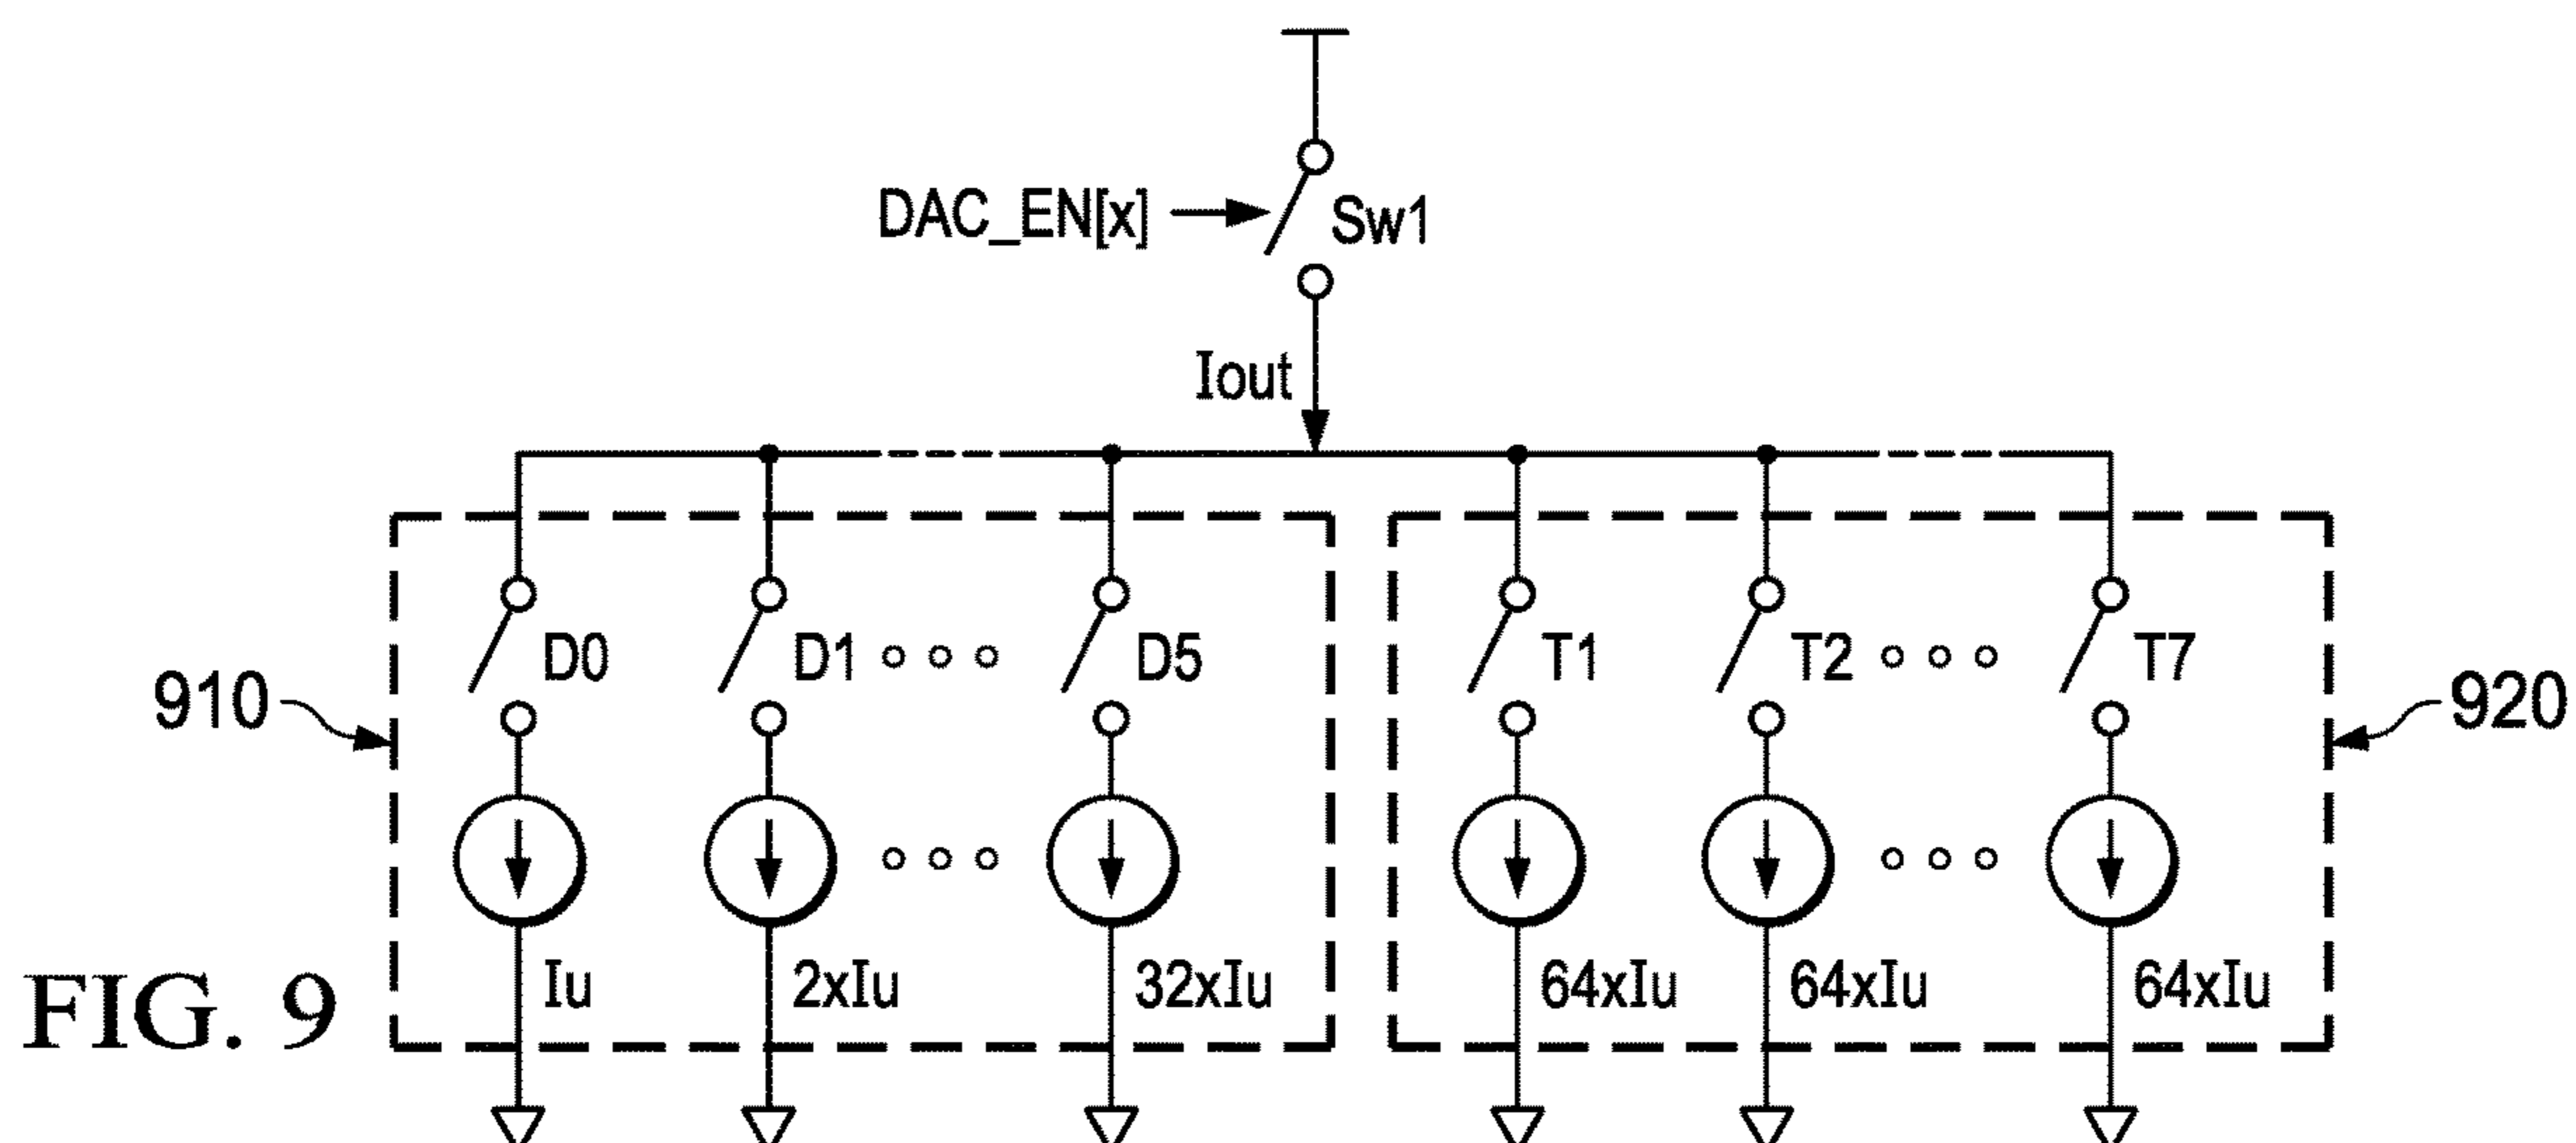 DAC_EN[x] Sw1
Iout
D0 D1 D5 T1 T2 T7
910 920
Iu 2xIu 32xIu 64xIu 64xIu 64xIu
FIG. 9